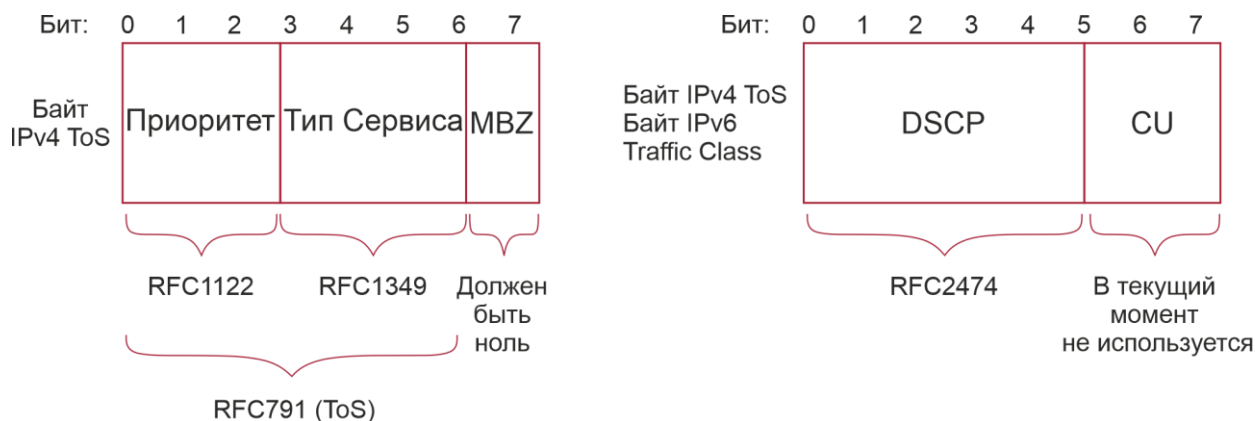 Бит: 0 1 2 3 4 5 6 7
Байт
IPv4 ToS
Приоритет
Тип Сервиса
MBZ
RFC1122
RFC1349
Должен
быть
ноль
RFC791 (ToS)
Бит: 0 1 2 3 4 5 6 7
Байт IPv4 ToS
Байт IPv6
Traffic Class
DSCP
CU
RFC2474
В текущий
момент
не используется